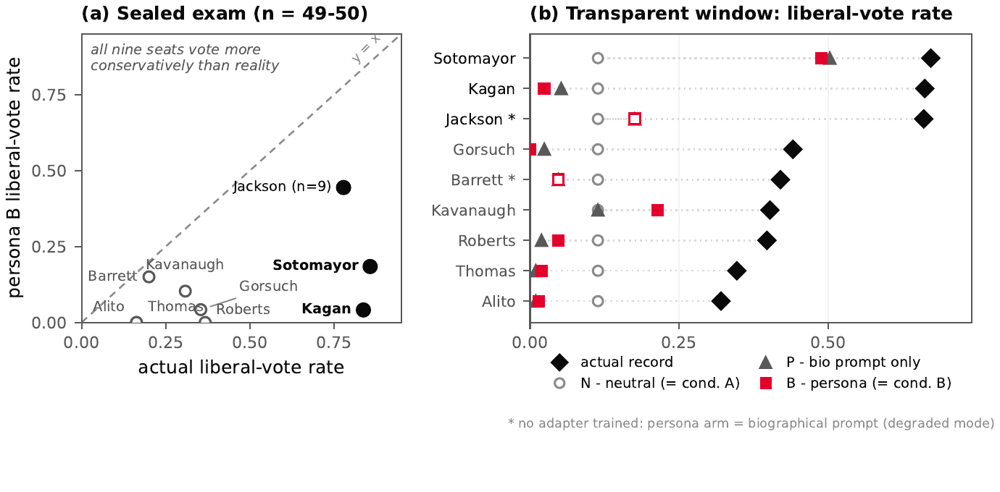 (a) Sealed exam (n = 49-50)
all nine seats vote more
conservatively than reality
y = x
persona B liberal-vote rate
0.75
0.50
0.25
0.00
Jackson (n=9)
Sotomayor
Kagan
Kavanaugh
Barrett
Gorsuch
Alito
Thomas
Roberts
0.00
0.25
0.50
0.75
actual liberal-vote rate
(b) Transparent window: liberal-vote rate
Sotomayor
Kagan
Jackson *
Gorsuch
Barrett *
Kavanaugh
Roberts
Thomas
Alito
0.00
0.25
0.50
actual record
N - neutral (= cond. A)
P - bio prompt only
B - persona (= cond. B)
* no adapter trained: persona arm = biographical prompt (degraded mode)